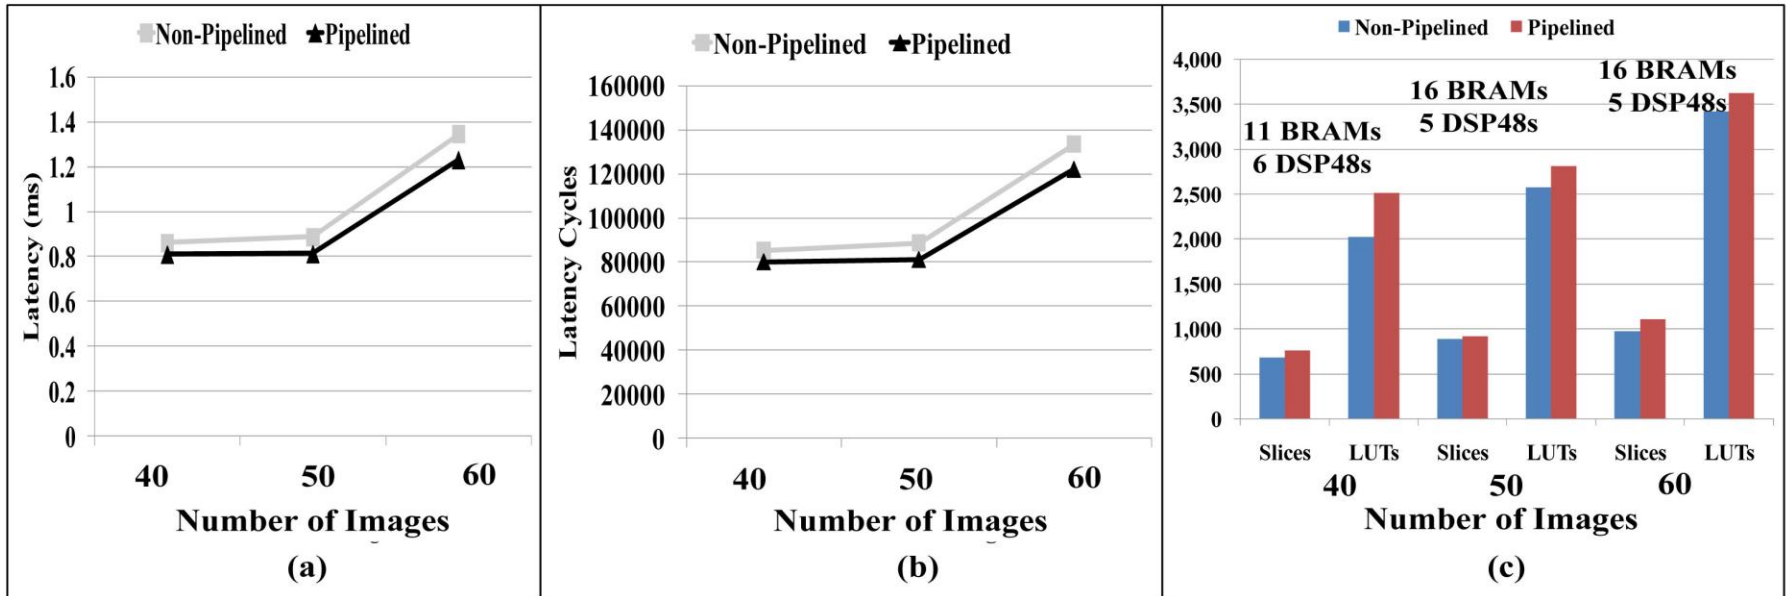 Non-Pipelined Pipelined
1.6
1.4
1.2
1
0.8
0.6
0.4
0.2
0
Latency (ms)
40 50 60
Number of Images
(a)
Non-Pipelined Pipelined
160000
140000
120000
100000
80000
60000
40000
20000
0
Latency Cycles
40 50 60
Number of Images
(b)
Non-Pipelined Pipelined
4,000
3,500
3,000
2,500
2,000
1,500
1,000
500
0
11 BRAMs
6 DSP48s
16 BRAMs
5 DSP48s
16 BRAMs
5 DSP48s
Slices LUTs Slices LUTs Slices LUTs
40 50 60
Number of Images
(c)